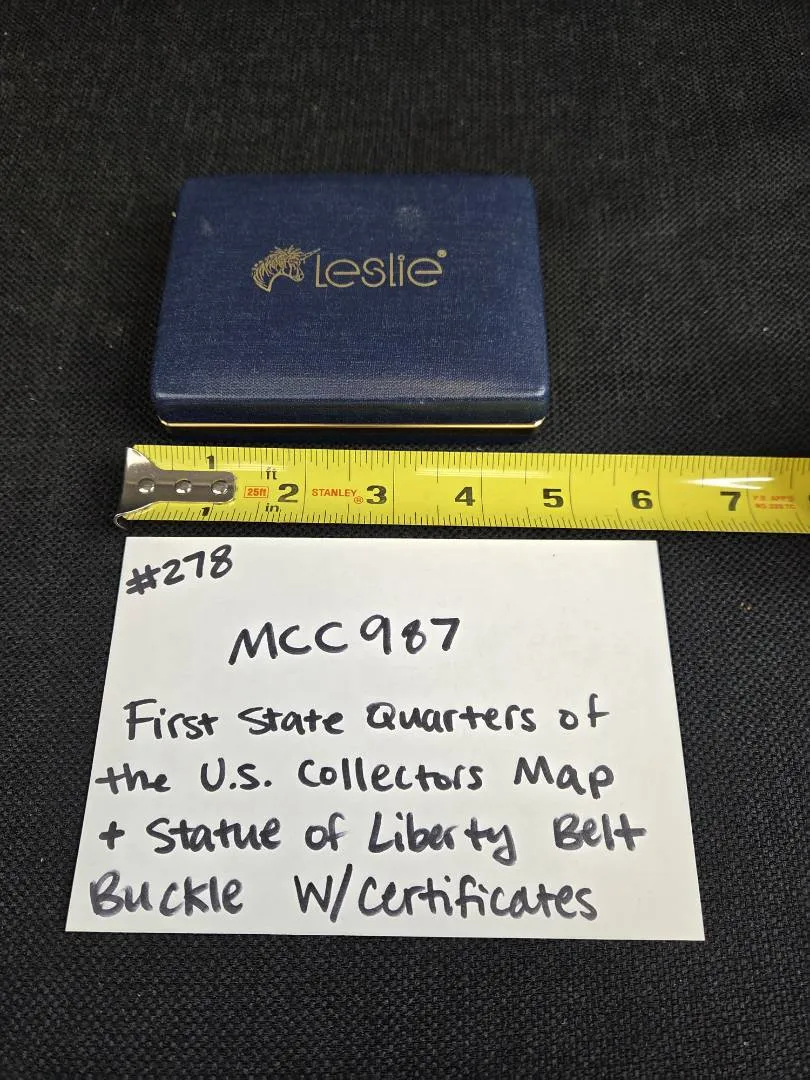 Leslie®
1 ft
25ft 2 STANLEY® 3 4 5 6 7
1 in
#278
MCC987
First State Quarters of
the U.S. Collectors Map
+ Statue of Liberty Belt
Buckle W/Certificates